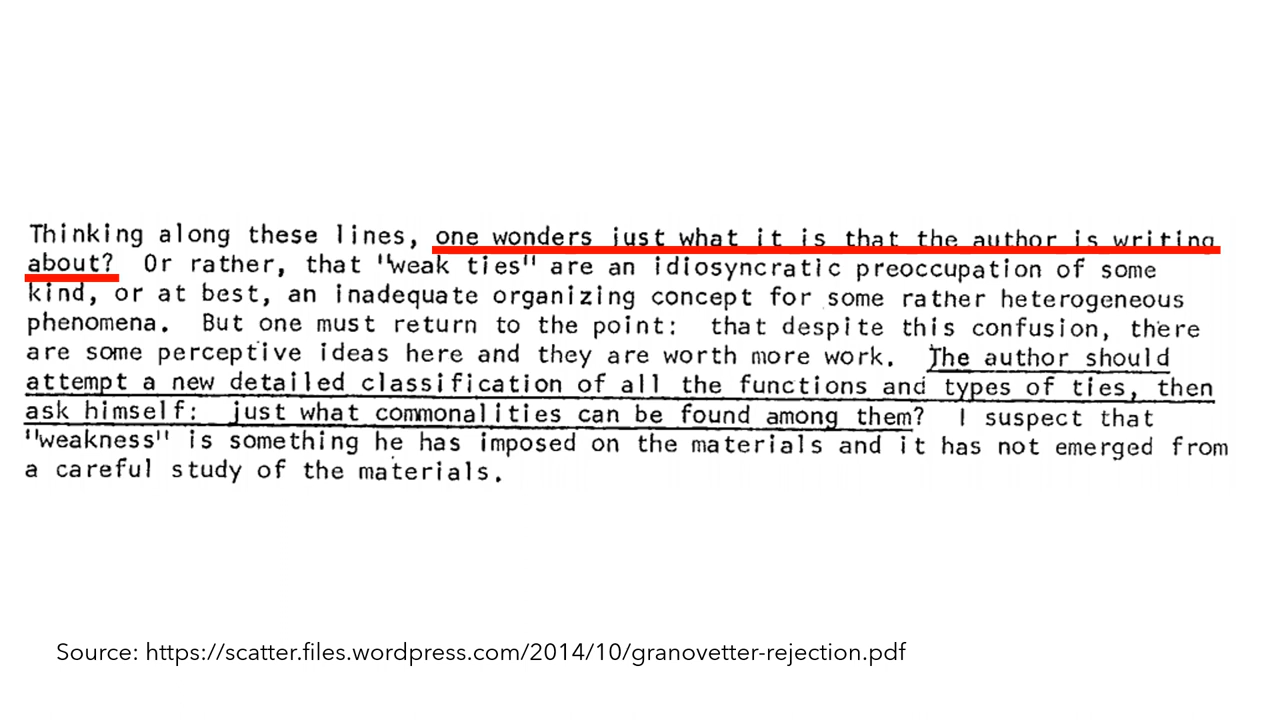 Thinking along these lines, one wonders just what it is that the author is writing
about? Or rather, that "weak ties" are an idiosyncratic preoccupation of some
kind, or at best, an inadequate organizing concept for some rather heterogeneous
phenomena. But one must return to the point: that despite this confusion, there
are some perceptive ideas here and they are worth more work. The author should
attempt a new detailed classification of all the functions and types of ties, then
ask himself: just what commonalities can be found among them? I suspect that
"weakness" is something he has imposed on the materials and it has not emerged from
a careful study of the materials.
Source: https://scatter.files.wordpress.com/2014/10/granovetter-rejection.pdf